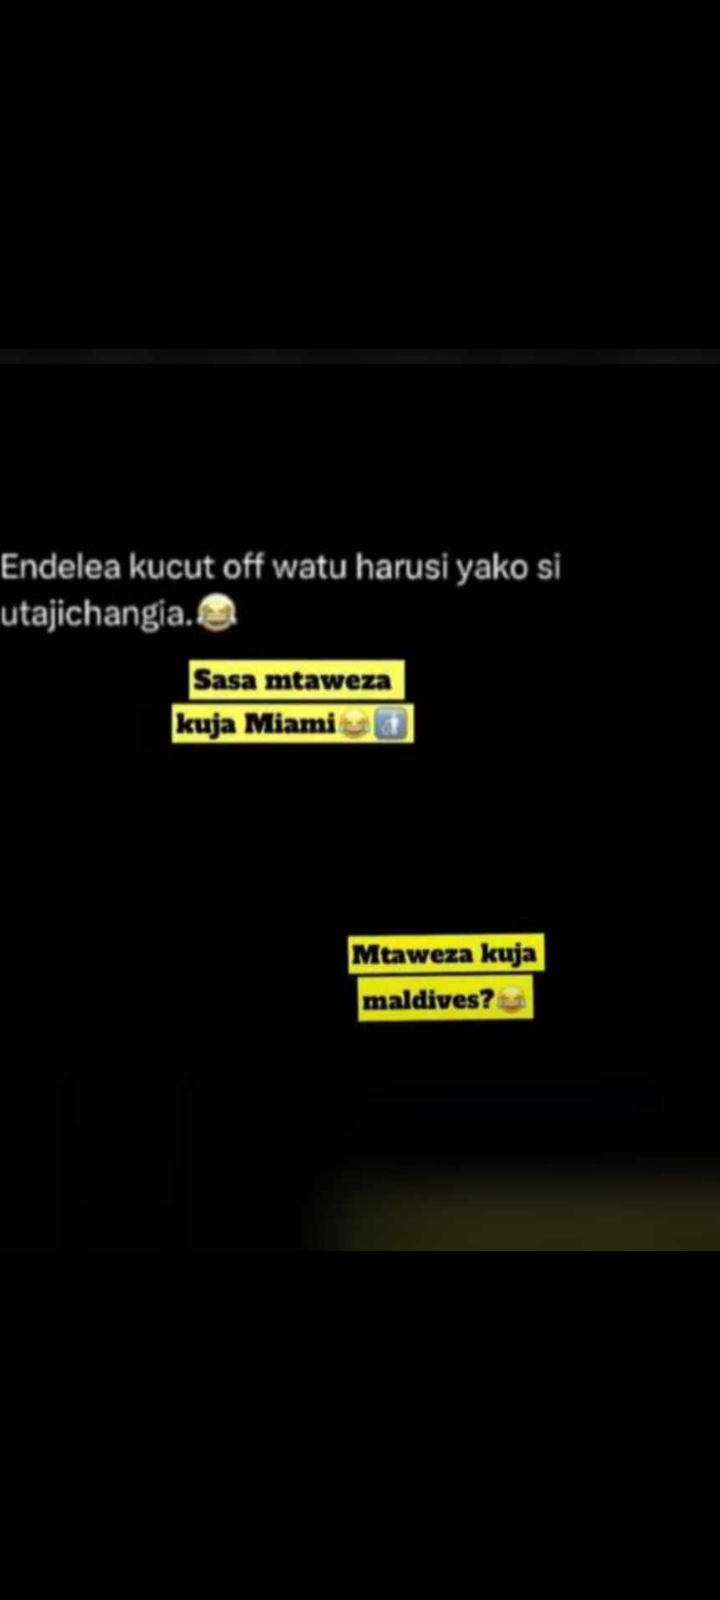 Endelea kucut off watu harusi yako si
utajichangia.😂
Sasa mtaweza
kuja Miami😂🚮
Mtaweza kuja
maldives?😂